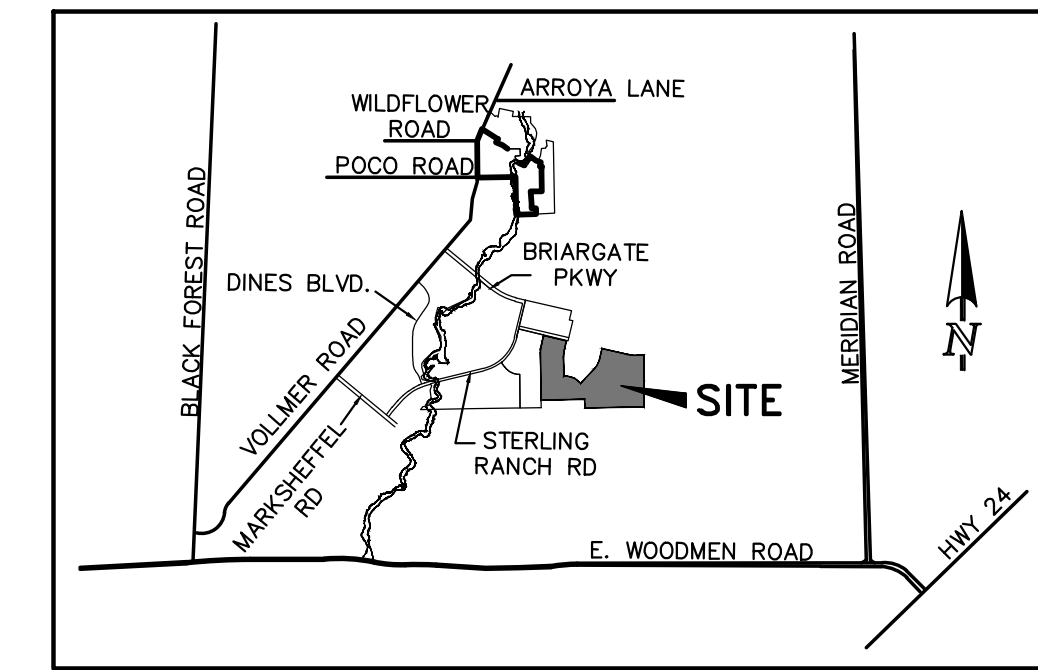 ARROYA LANE
WILDFLOWER
ROAD
POCO ROAD
BLACK FOREST ROAD
MERIDIAN ROAD
BRIARGATE
PKWY
DINES BLVD.
N
VOLLMER ROAD
SITE
MARKSHEFFEL
RD
STERLING
RANCH RD
HWY 24
E. WOODMEN ROAD